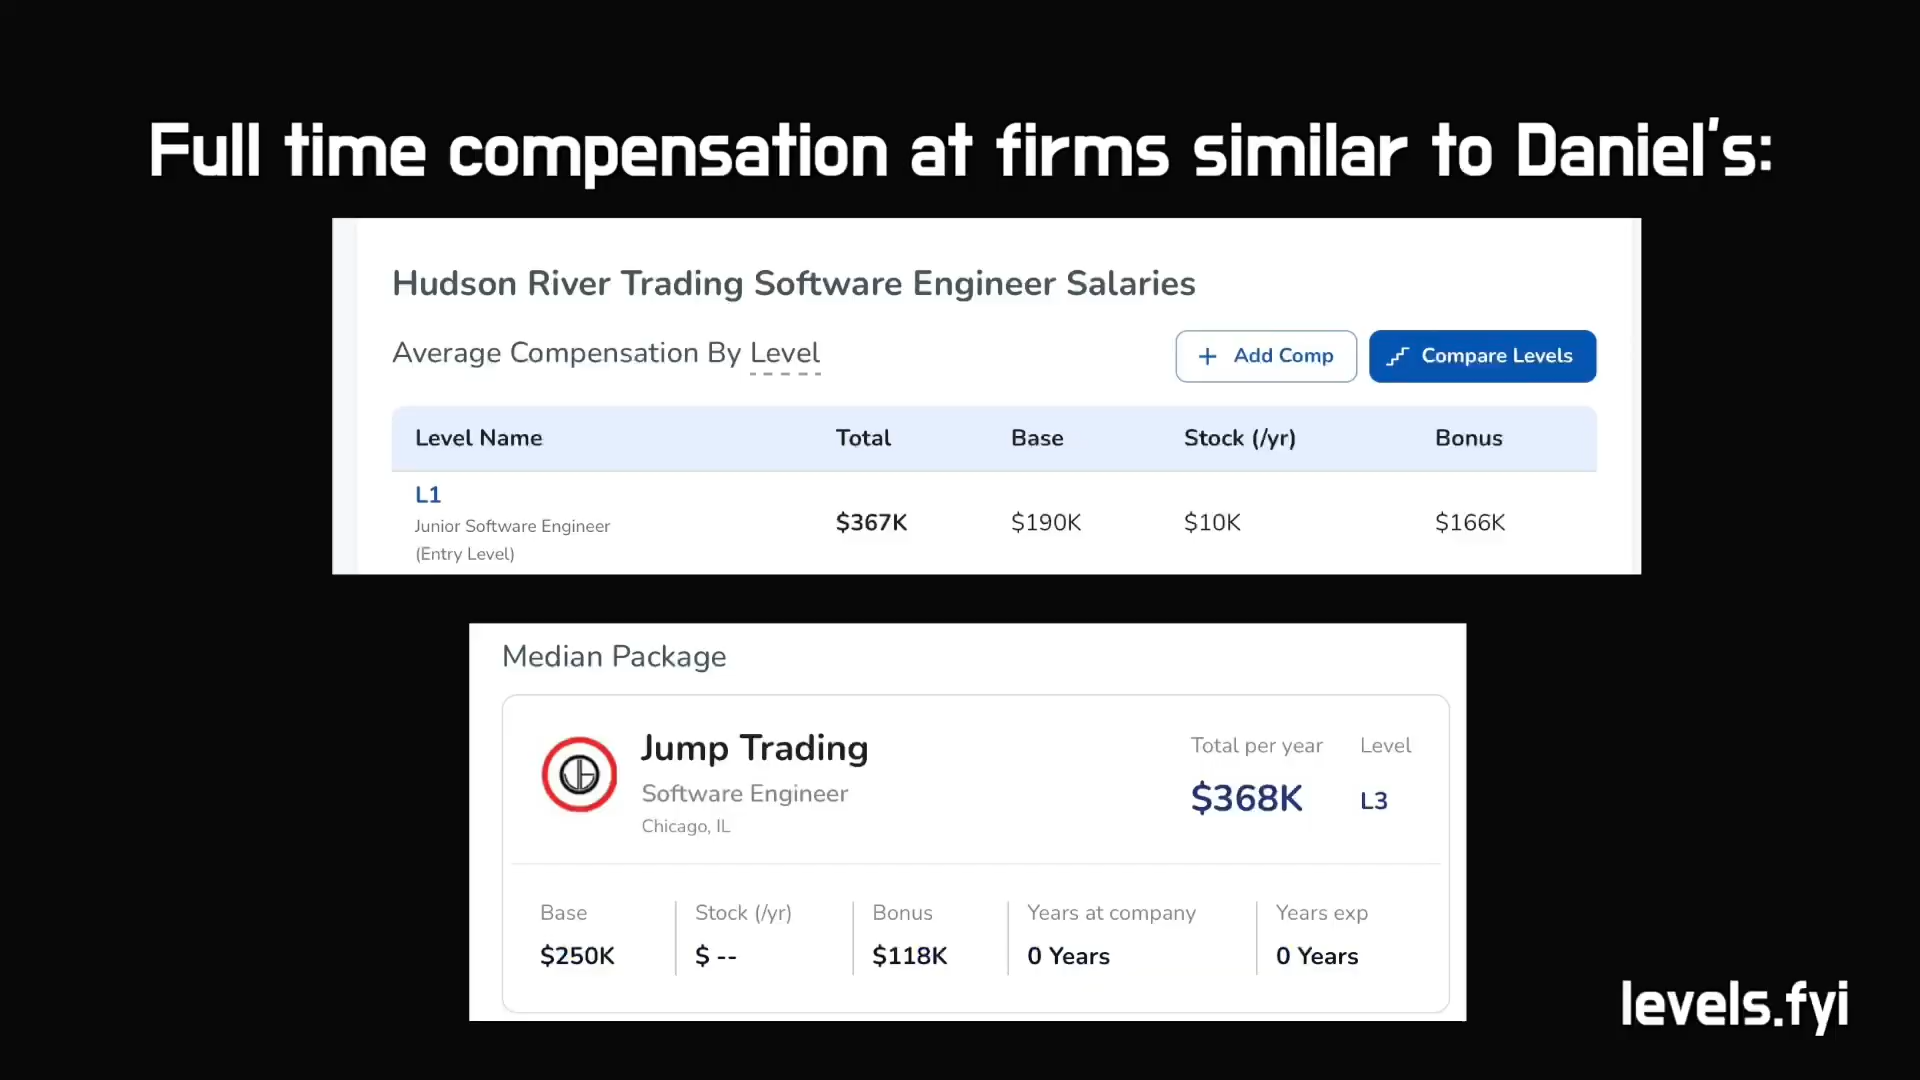 Full time compensation at firms similar to Daniel's:
Hudson River Trading Software Engineer Salaries
Average Compensation By Level
+ Add Comp
Compare Levels
Level Name Total Base Stock (/yr) Bonus
L1
Junior Software Engineer
(Entry Level)
$367K $190K $10K $166K
Median Package
Jump Trading
Software Engineer
Chicago, IL
Total per year Level
$368K L3
Base Stock (/yr) Bonus Years at company Years exp
$250K $ -- $118K 0 Years 0 Years
levels.fyi